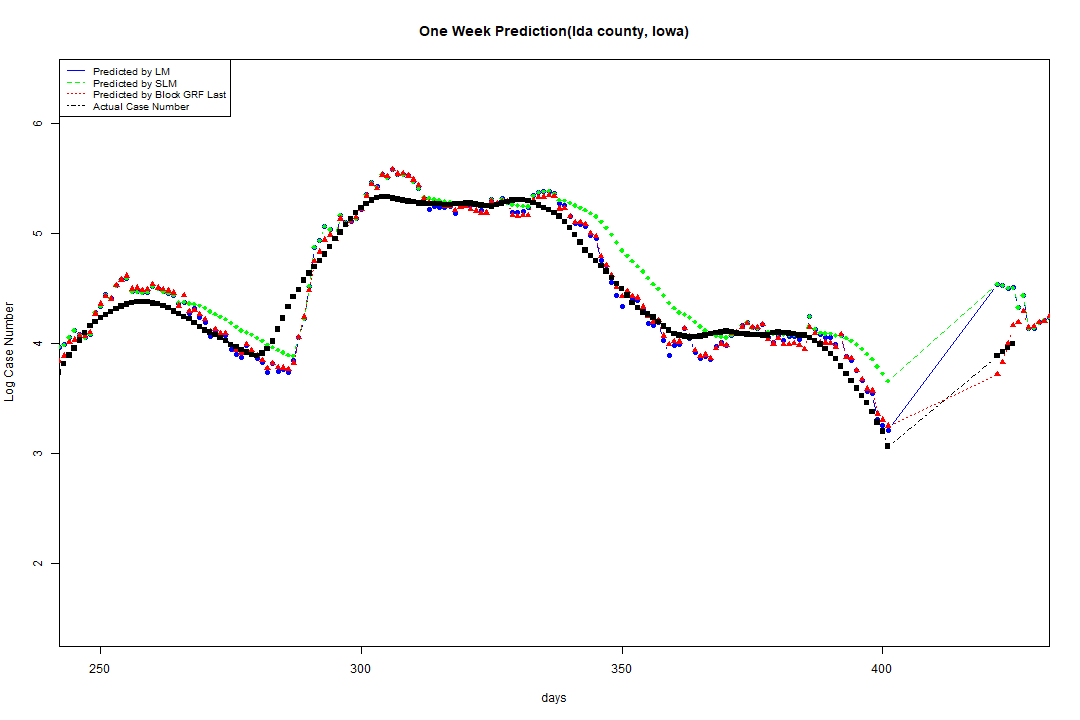 One Week Prediction(Ida county, Iowa)
Predicted by LM
Predicted by SLM
Predicted by Block GRF Last
Actual Case Number
6
5
4
3
2
Log Case Number
250 300 350 400
days